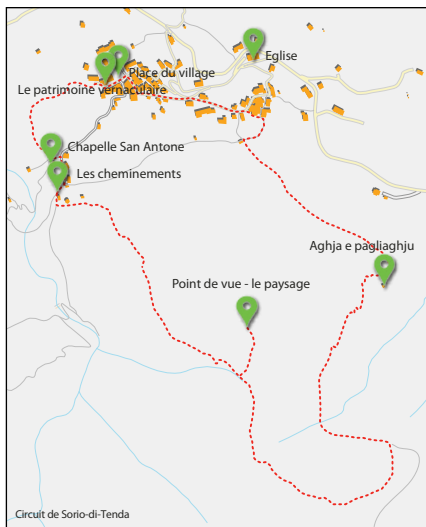 Eglise
Place du village
Le patrimoine vernaculaire
Chapelle San Antone
Les cheminements
Aghja e pagliaghju
Point de vue - le paysage
Circuit de Sorio-di-Tenda